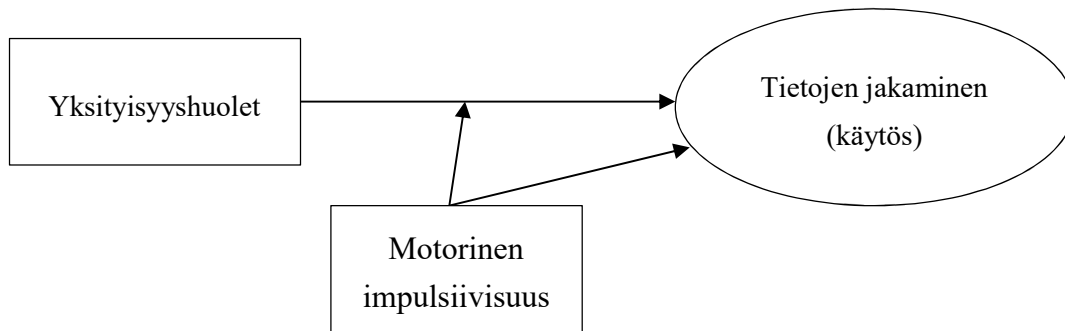 Yksityisyyshuolet
Tietojen jakaminen
(käytös)
Motorinen
impulsiivisuus